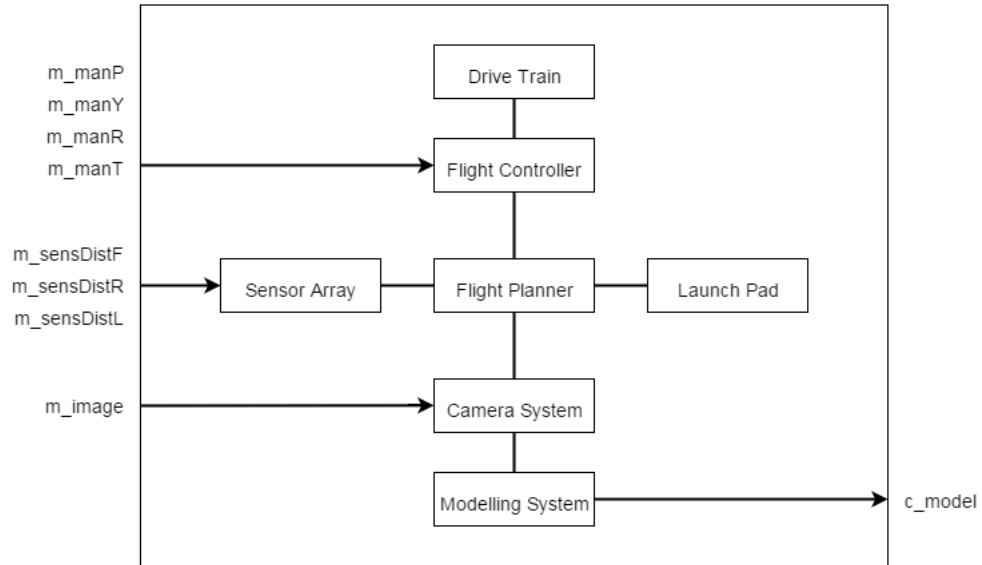 m_manP
m_manY
m_manR
m_manT
Drive Train
Flight Controller
m_sensDistF
m_sensDistR
m_sensDistL
Sensor Array
Flight Planner
Launch Pad
m_image
Camera System
Modelling System
c_model